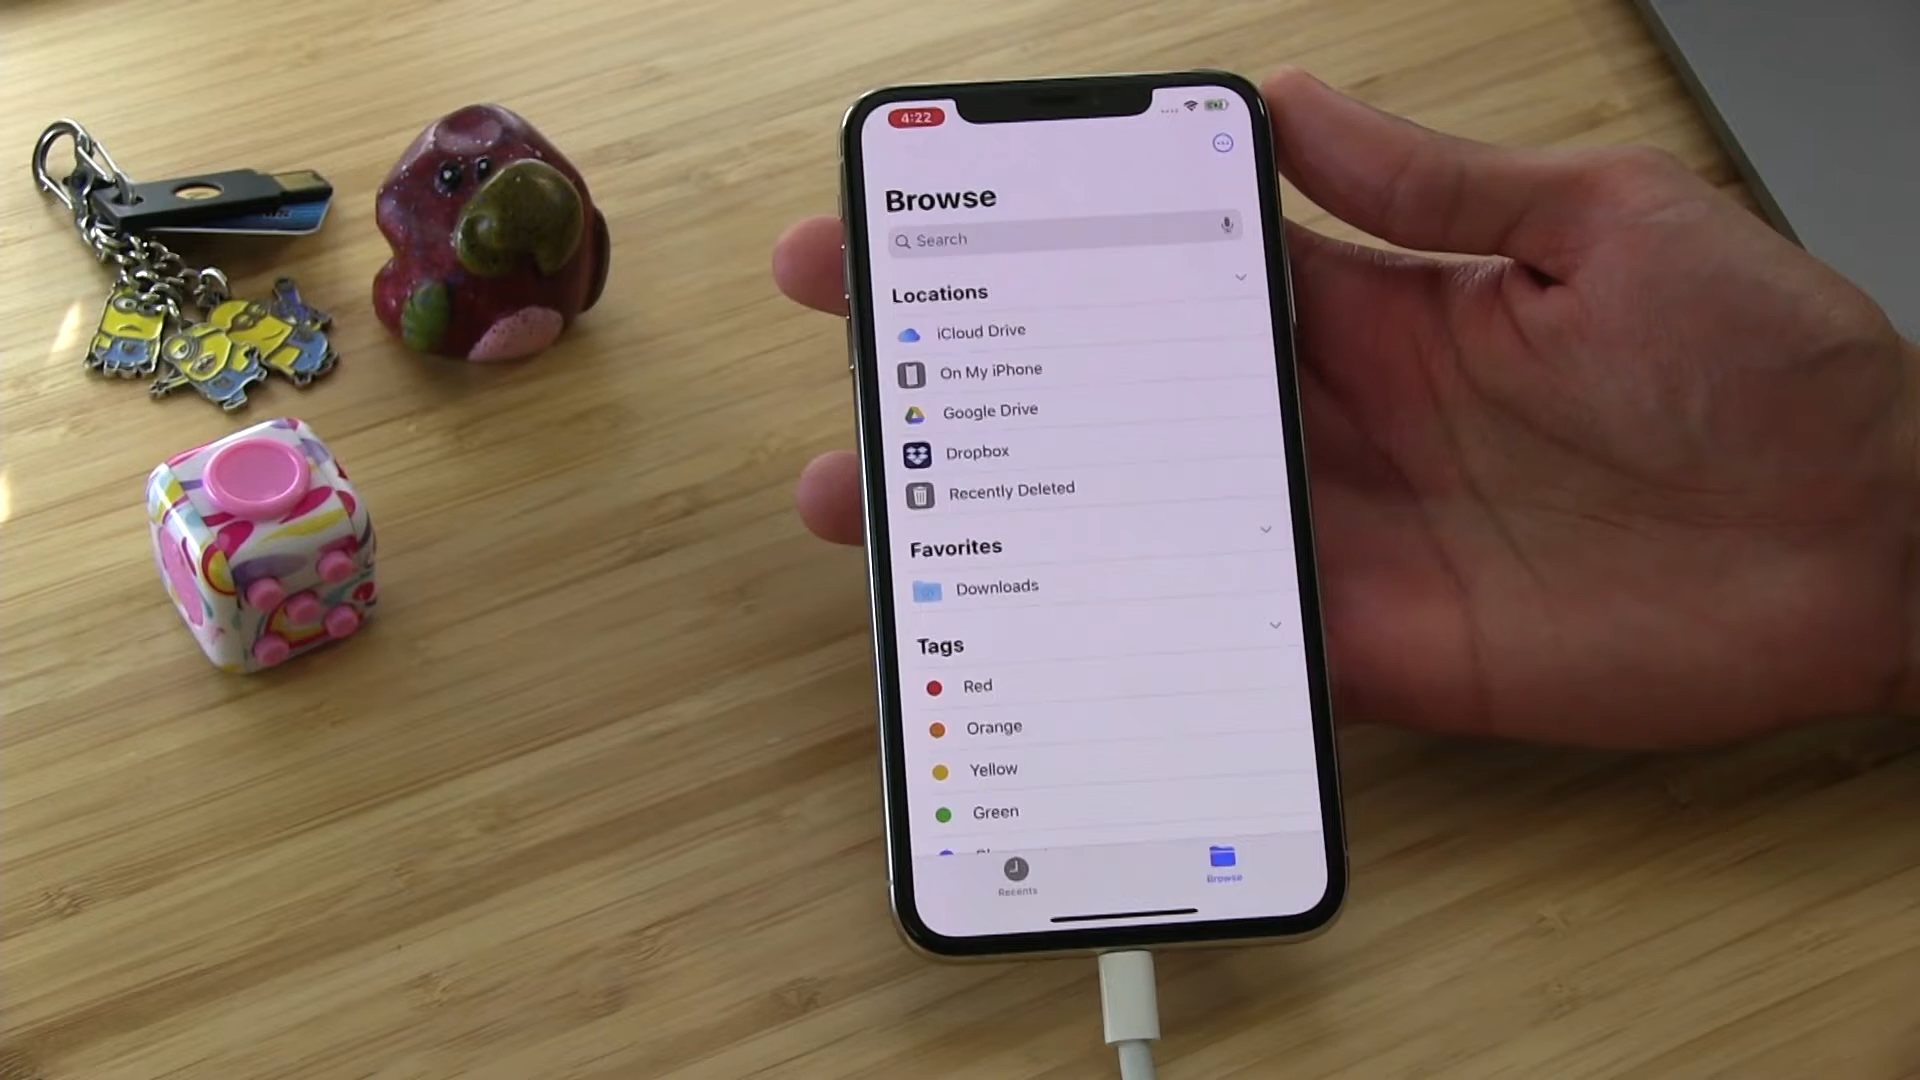 4:22
Browse
Search
Locations
iCloud Drive
On My iPhone
Google Drive
Dropbox
Recently Deleted
Favorites
Downloads
Tags
Red
Orange
Yellow
Green
Recents
Browse